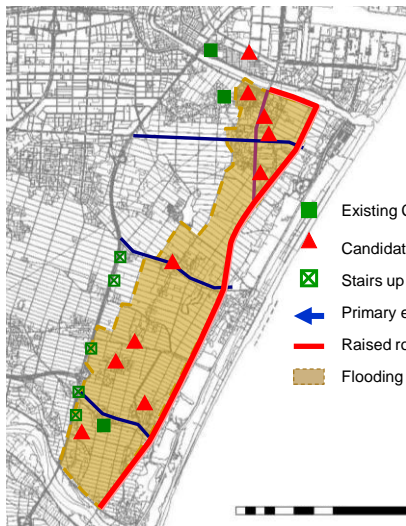 Existing
Candidat
Stairs up
Primary e
Raised ro
Flooding